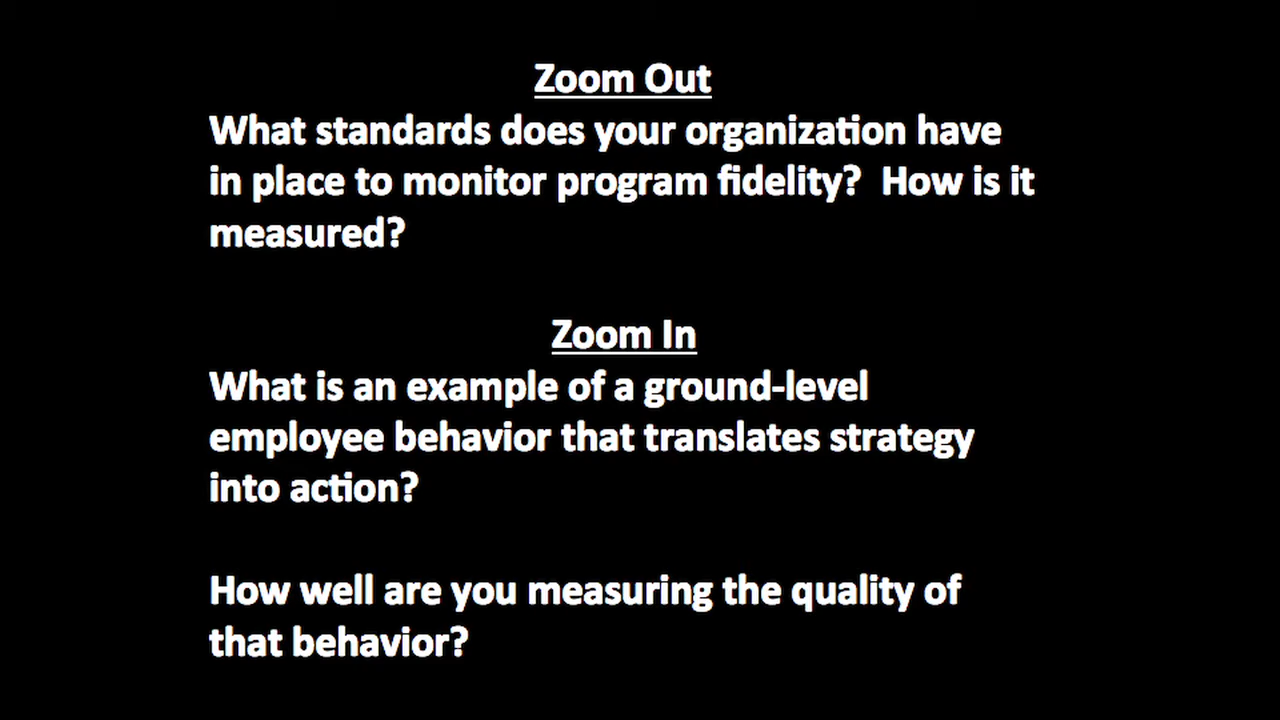 Zoom Out
What standards does your organization have
in place to monitor program fidelity?  How is it
measured?
Zoom In
What is an example of a ground-level
employee behavior that translates strategy
into action?
How well are you measuring the quality of
that behavior?